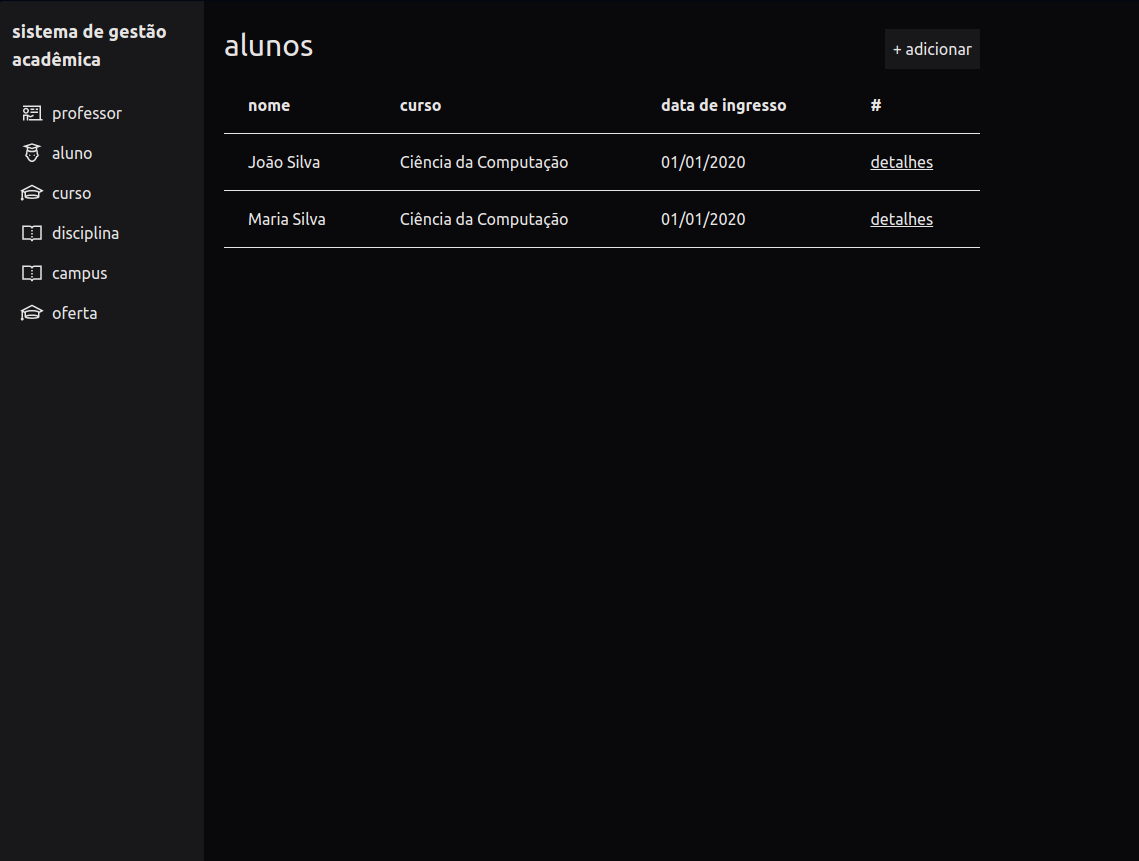 sistema de gestão
acadêmica
professor
aluno
curso
disciplina
campus
oferta
alunos
+ adicionar
nome curso data de ingresso #
João Silva Ciência da Computação 01/01/2020 detalhes
Maria Silva Ciência da Computação 01/01/2020 detalhes